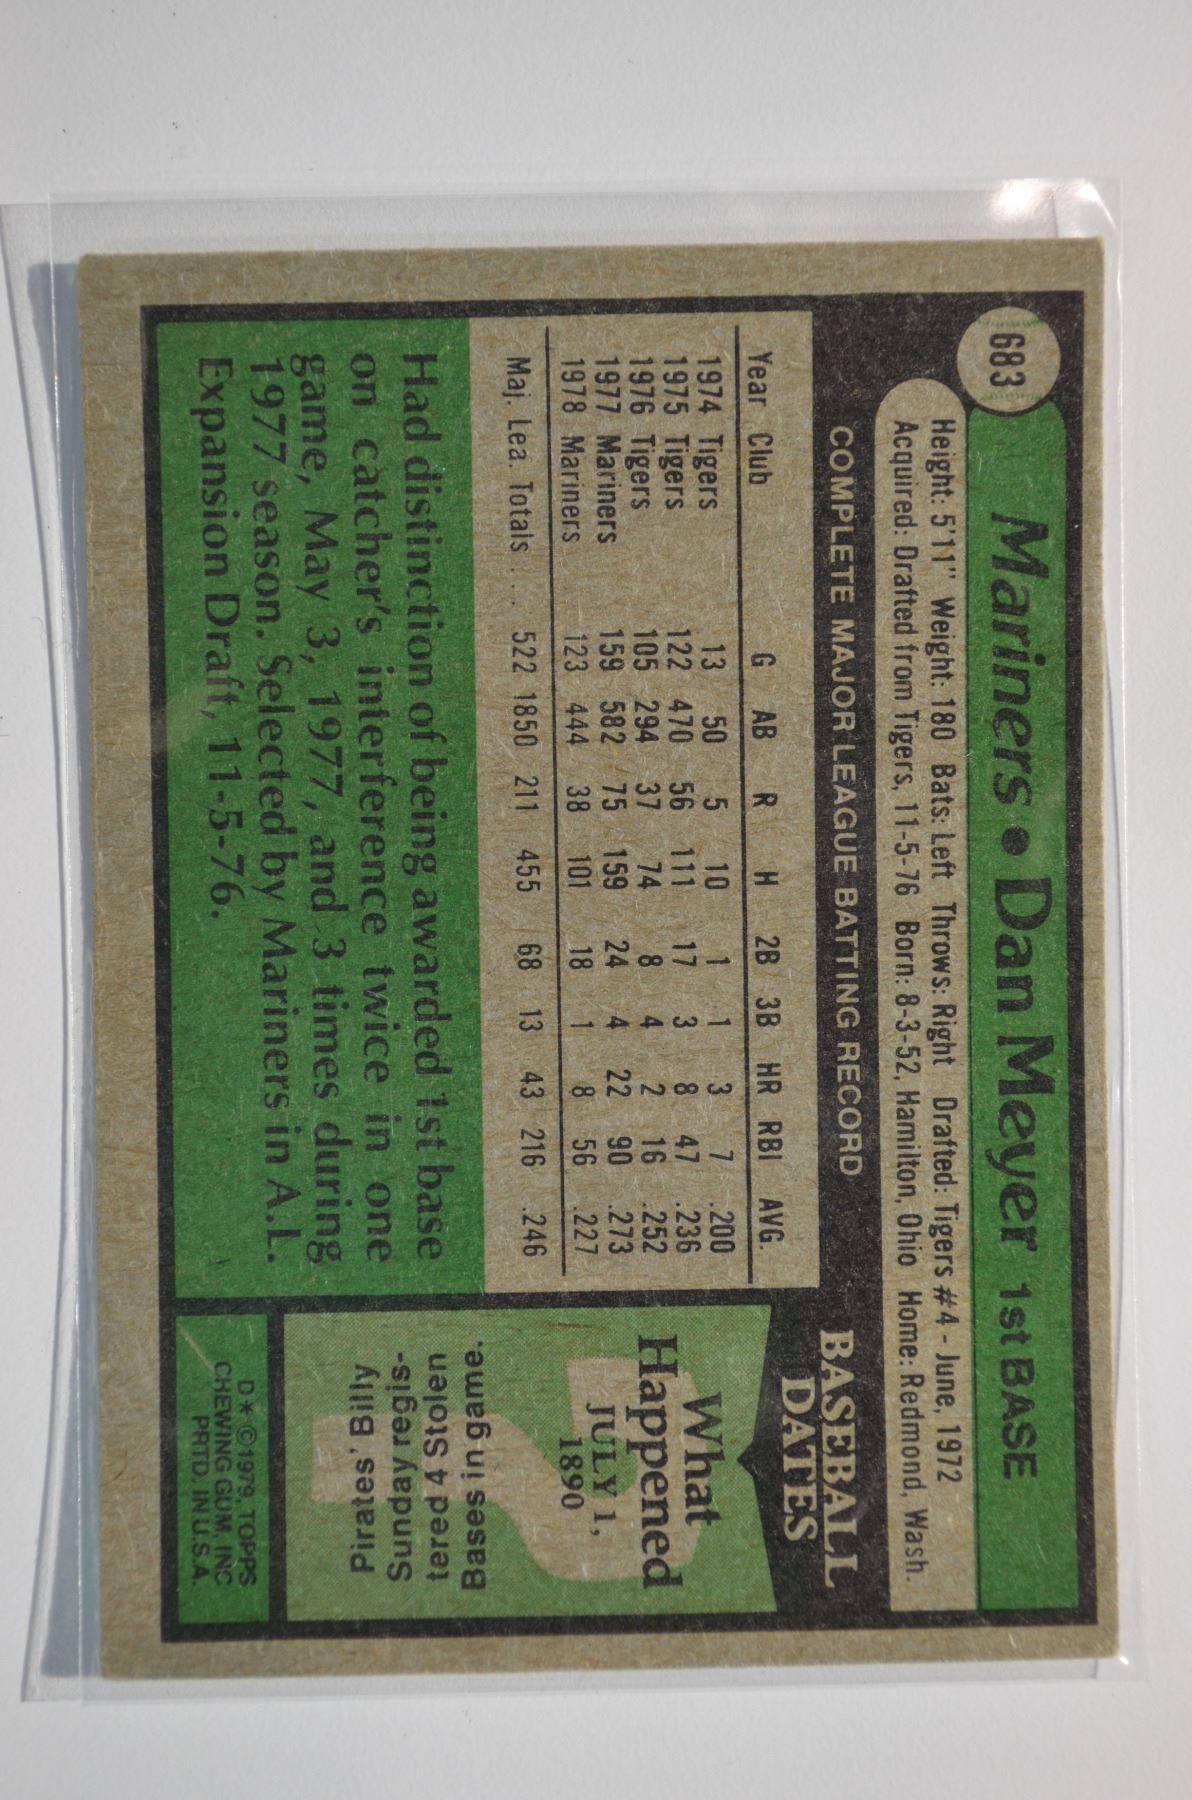 683
Mariners • Dan Meyer 1st BASE
Height: 5'11" Weight: 180 Bats: Left Throws: Right Drafted: Tigers #4 - June, 1972
Acquired: Drafted from Tigers, 11-5-76 Born: 8-3-52, Hamilton, Ohio Home: Redmond, Wash.
COMPLETE MAJOR LEAGUE BATTING RECORD
Year Club G AB R H 2B 3B HR RBI AVG.
1974 Tigers 13 50 5 10 1 1 3 7 .200
1975 Tigers 122 470 56 111 17 3 8 47 .236
1976 Tigers 105 294 37 74 8 4 2 16 .252
1977 Mariners 159 582 75 159 24 4 22 90 .273
1978 Mariners 123 444 38 101 18 1 8 56 .227
Maj. Lea. Totals . . . 522 1850 211 455 68 13 43 216 .246
Had distinction of being awarded 1st base
on catcher's interference twice in one
game, May 3, 1977, and 3 times during
1977 season. Selected by Mariners in A.L.
Expansion Draft, 11-5-76.
BASEBALL
DATES
What
Happened
JULY 1,
1890
Pirates' Billy
Sunday regis-
tered 4 Stolen
Bases in game.
D* © 1979, TOPPS
CHEWING GUM, INC
PRTD. IN U.S.A.